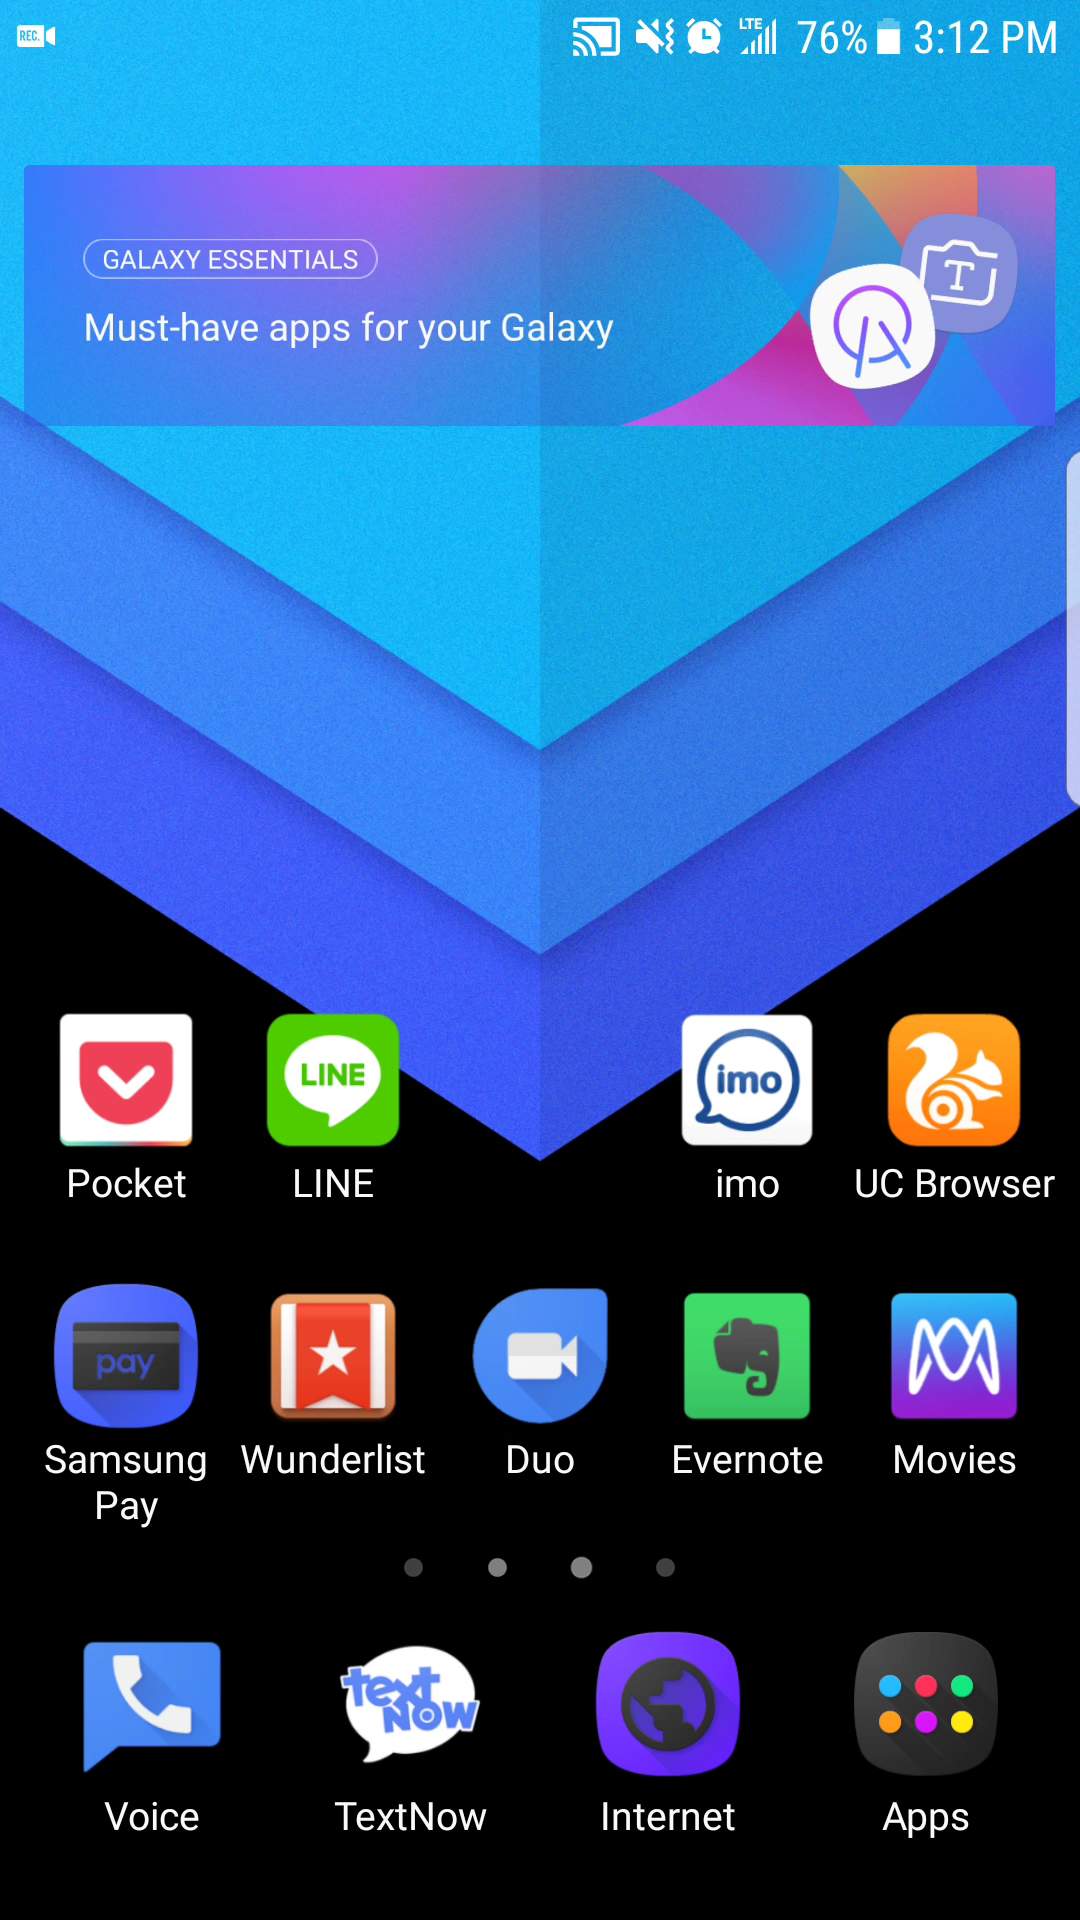 REC.
LTE
76% 3:12 PM
GALAXY ESSENTIALS
Must-have apps for your Galaxy
T
LINE
imo
Pocket LINE imo UC Browser
pay
Samsung Wunderlist Duo Evernote Movies
Pay
text
NOW
Voice TextNow Internet Apps